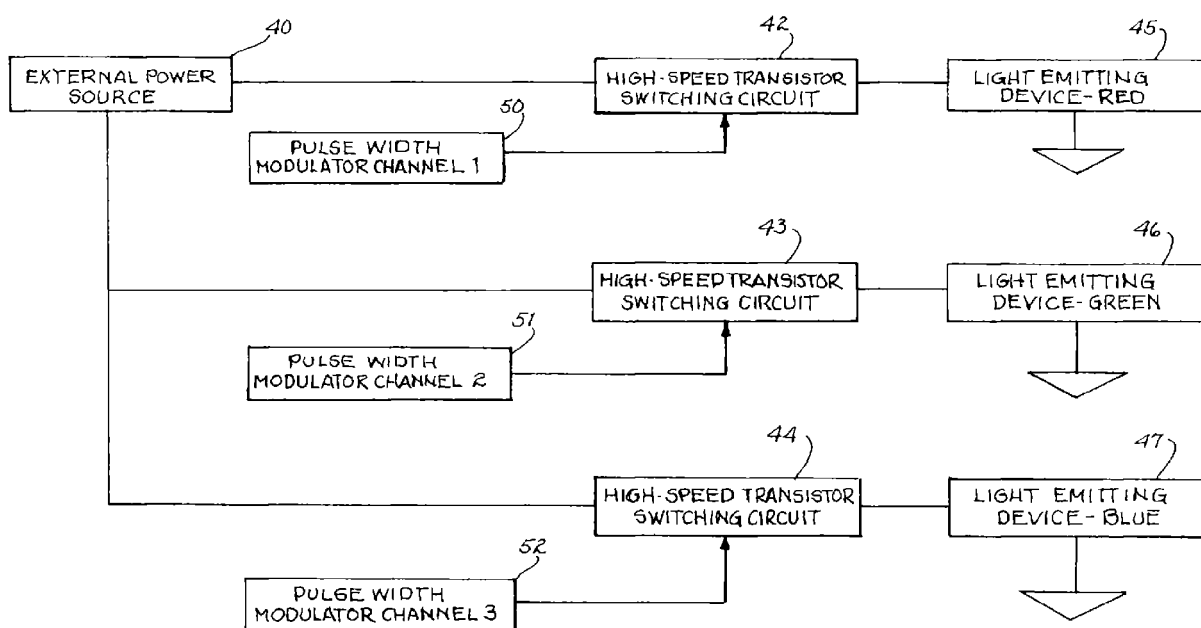 40
EXTERNAL POWER
SOURCE
42
HIGH-SPEED TRANSISTOR
SWITCHING CIRCUIT
45
LIGHT EMITTING
DEVICE-RED
50
PULSE WIDTH
MODULATOR CHANNEL 1
43
HIGH-SPEED TRANSISTOR
SWITCHING CIRCUIT
46
LIGHT EMITTING
DEVICE-GREEN
51
PULSE WIDTH
MODULATOR CHANNEL 2
44
HIGH-SPEED TRANSISTOR
SWITCHING CIRCUIT
47
LIGHT EMITTING
DEVICE-BLUE
52
PULSE WIDTH
MODULATOR CHANNEL 3